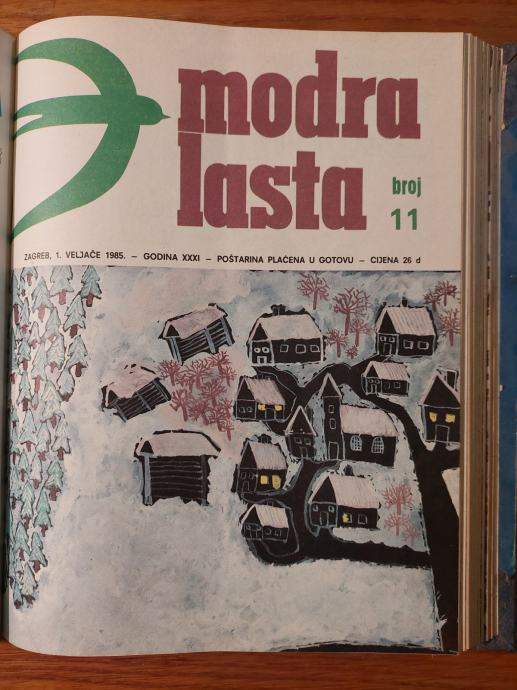 modra
lasta
broj
11
ZAGREB, 1. VELJAČE 1985. – GODINA XXXI – POŠTARINA PLAĆENA U GOTOVU – CIJENA 26 d